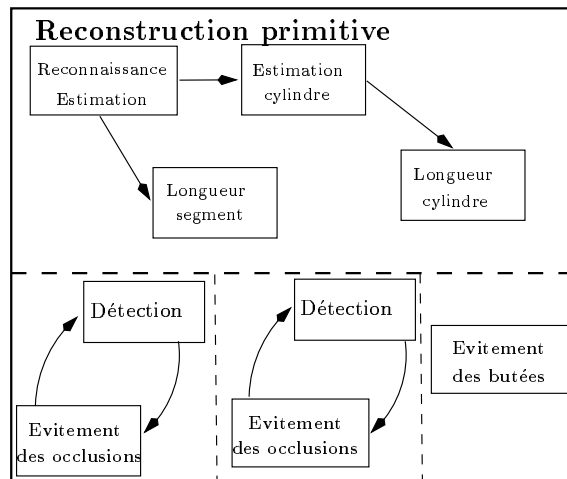 Reconstruction primitive
Reconnaissance
Estimation
Estimation
cylindre
Longueur
segment
Longueur
cylindre
Détection
Evitement
des occlusions
Détection
Evitement
des occlusions
Evitement
des butées